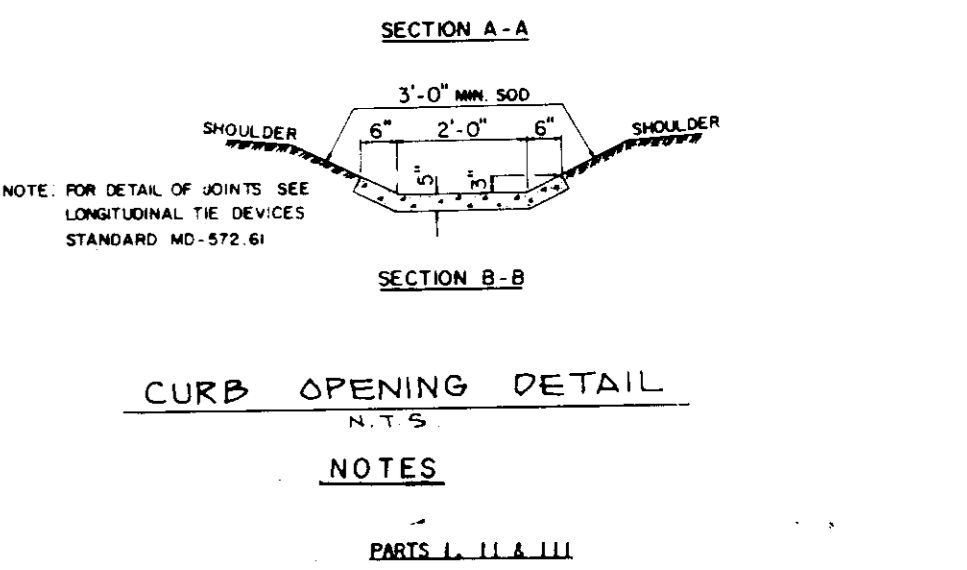 SECTION A-A
3'-0" MIN. SOD
SHOULDER 6" 2'-0" 6" SHOULDER
5" 3"
NOTE: FOR DETAIL OF JOINTS SEE
LONGITUDINAL TIE DEVICES
STANDARD MD-572.61
SECTION B-B
CURB OPENING DETAIL
N.T.S.
NOTES
PARTS I, II & III